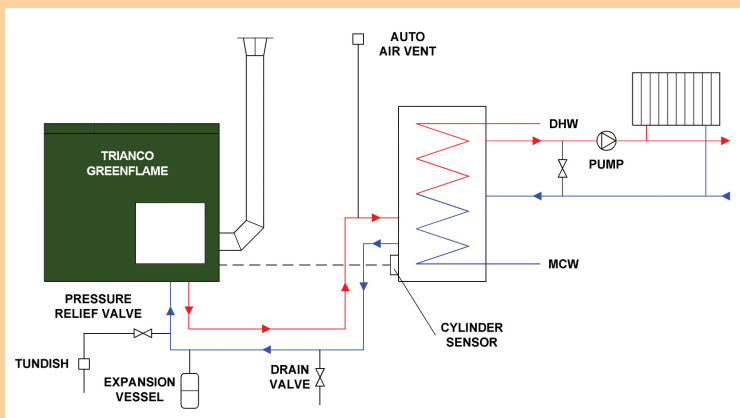 AUTO
AIR VENT
TRIANCO
GREENFLAME
DHW
PUMP
MCW
PRESSURE
RELIEF VALVE
CYLINDER
SENSOR
TUNDISH
EXPANSION
VESSEL
DRAIN
VALVE